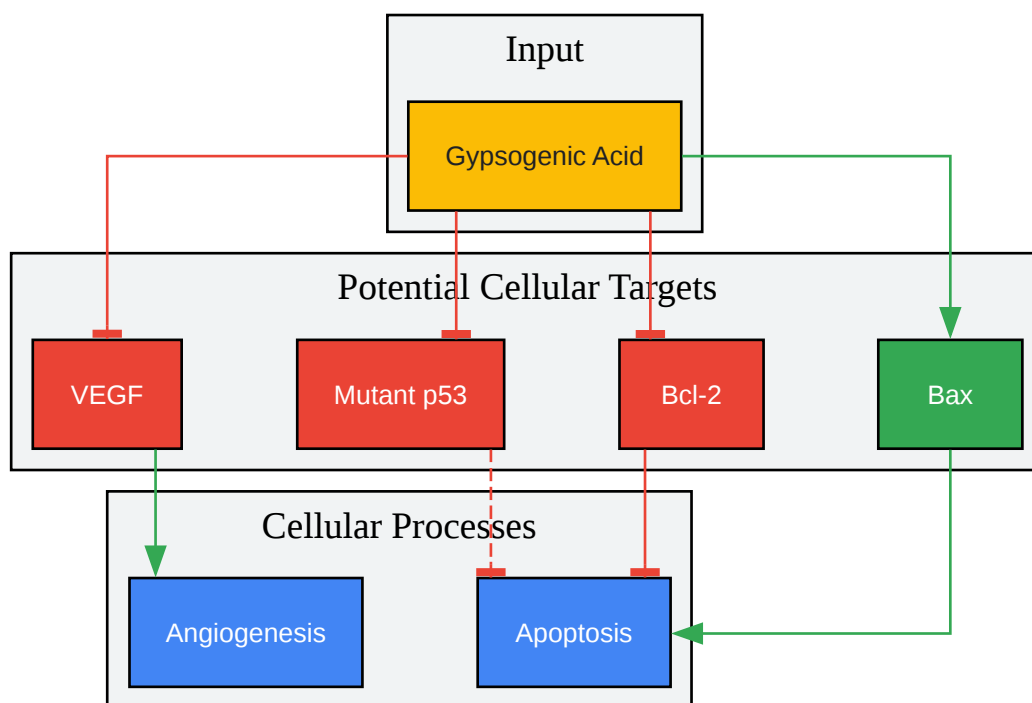 Input
Gypsogenic Acid
Potential Cellular Targets
VEGF
Mutant p53
Bcl-2
Bax
Cellular Processes
Angiogenesis
Apoptosis